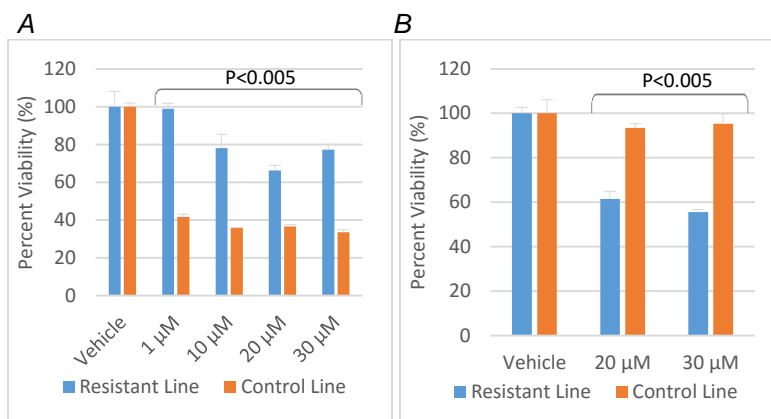 A
P<0.005
Percent Viability (%)
120
100
80
60
40
20
0
Vehicle
1 µM
10 µM
20 µM
30 µM
Resistant Line
Control Line
B
P<0.005
Percent Viability (%)
120
100
80
60
40
20
0
Vehicle 20 µM 30 µM
Resistant Line Control Line